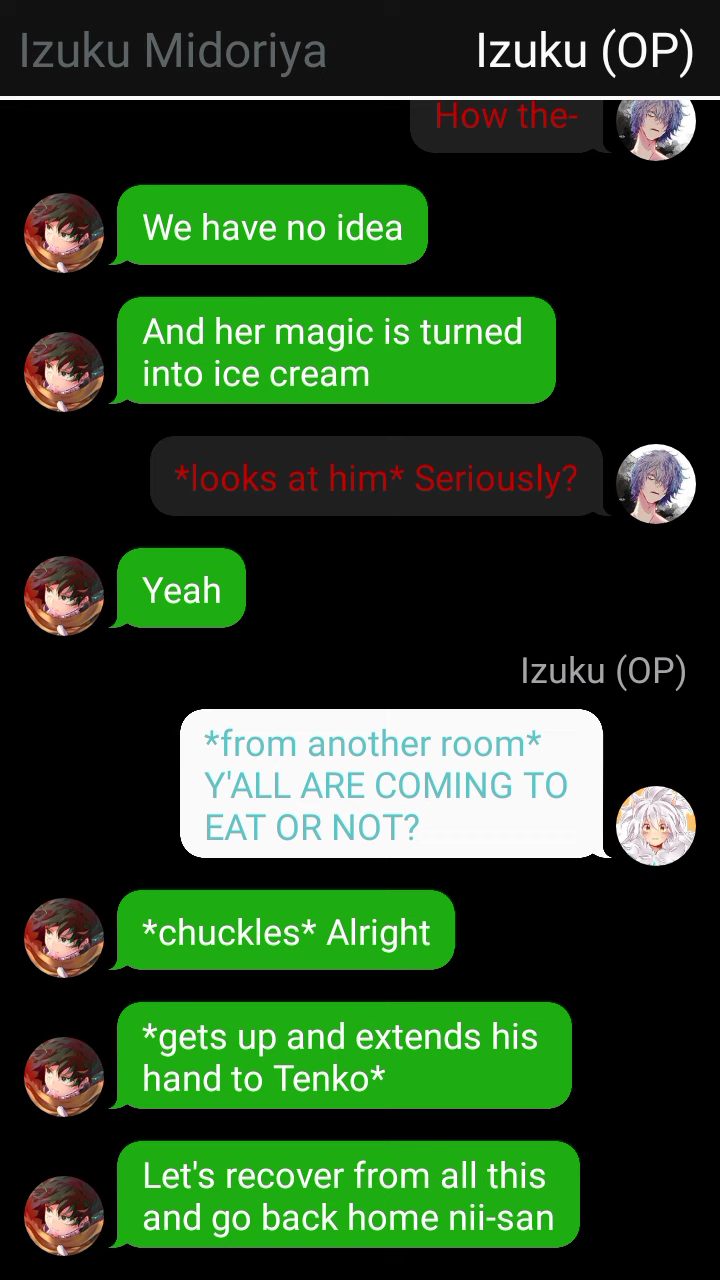 Izuku Midoriya
Izuku (OP)
How the-
We have no idea
And her magic is turned
into ice cream
*looks at him* Seriously?
Yeah
Izuku (OP)
*from another room*
Y'ALL ARE COMING TO
EAT OR NOT?
*chuckles* Alright
*gets up and extends his
hand to Tenko*
Let's recover from all this
and go back home nii-san